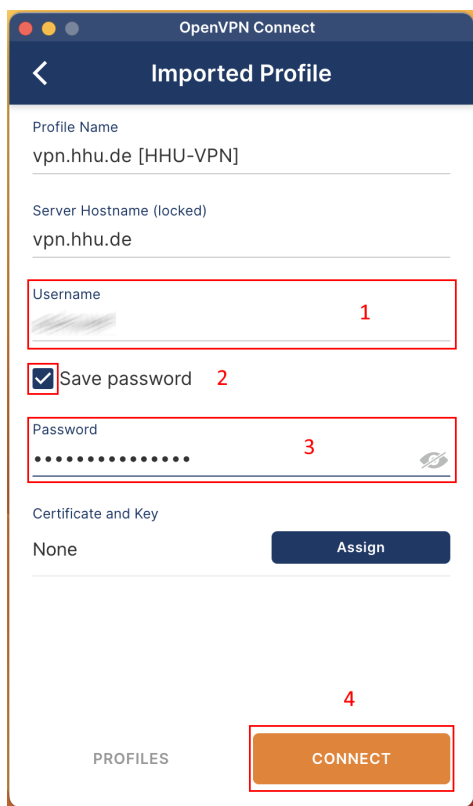 OpenVPN Connect
Imported Profile
Profile Name
vpn.hhu.de [HHU-VPN]
Server Hostname (locked)
vpn.hhu.de
Username
1
Save password 2
Password
3
••••••••••••••
Certificate and Key
None Assign
4
PROFILES CONNECT